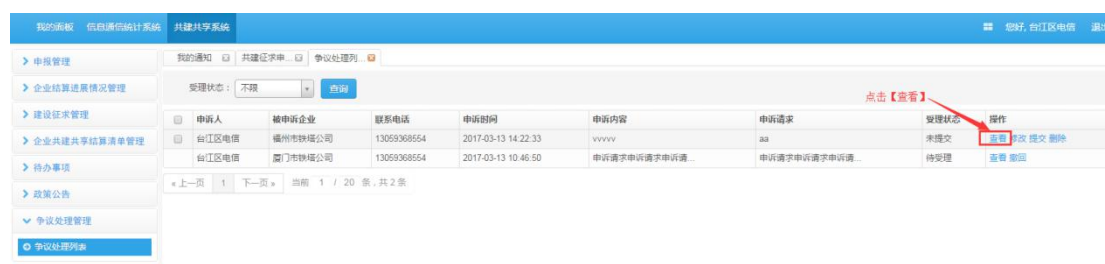 我的面板 信息通信统计系统 共建共享系统 您好, 台江区电信 退出
申报管理
企业结算进展情况管理
建设征求管理
企业共建共享结算清单管理
待办事项
政策公告
争议处理管理
争议处理列表
我的通知 共建征求申... 争议处理列...
受理状态： 不限 查询
点击【查看】
申诉人 被申诉企业 联系电话 申诉时间 申诉内容 申诉请求 受理状态 操作
台江区电信 福州市铁塔公司 13059368554 2017-03-13 14:22:33 vvvvv aa 未提交 查看 修改 提交 删除
台江区电信 厦门市铁塔公司 13059368554 2017-03-13 10:46:50 申诉请求申诉请求申诉请... 申诉请求申诉请求申诉请... 待受理 查看 撤回
«上一页 1 下一页» 当前 1 / 20 条，共2条